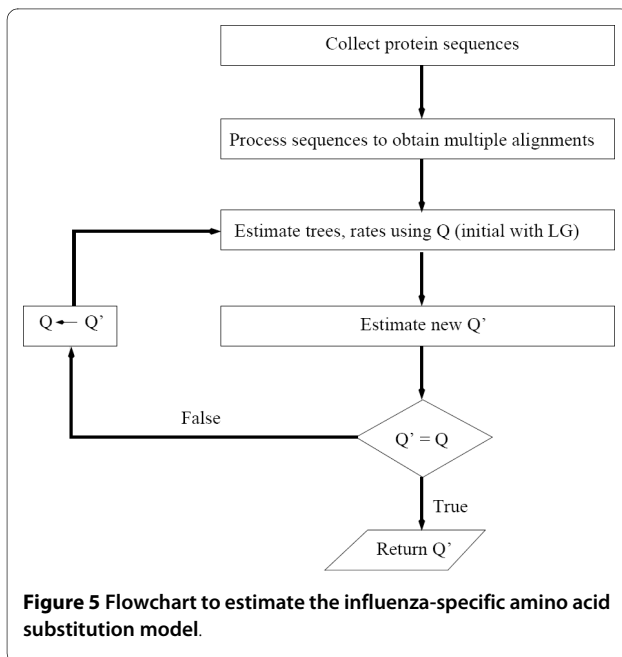 Collect protein sequences
Process sequences to obtain multiple alignments
Estimate trees, rates using Q (initial with LG)
Q ← Q’
Estimate new Q’
False
Q’ = Q
True
Return Q’
Figure 5 Flowchart to estimate the influenza-specific amino acid
substitution model.